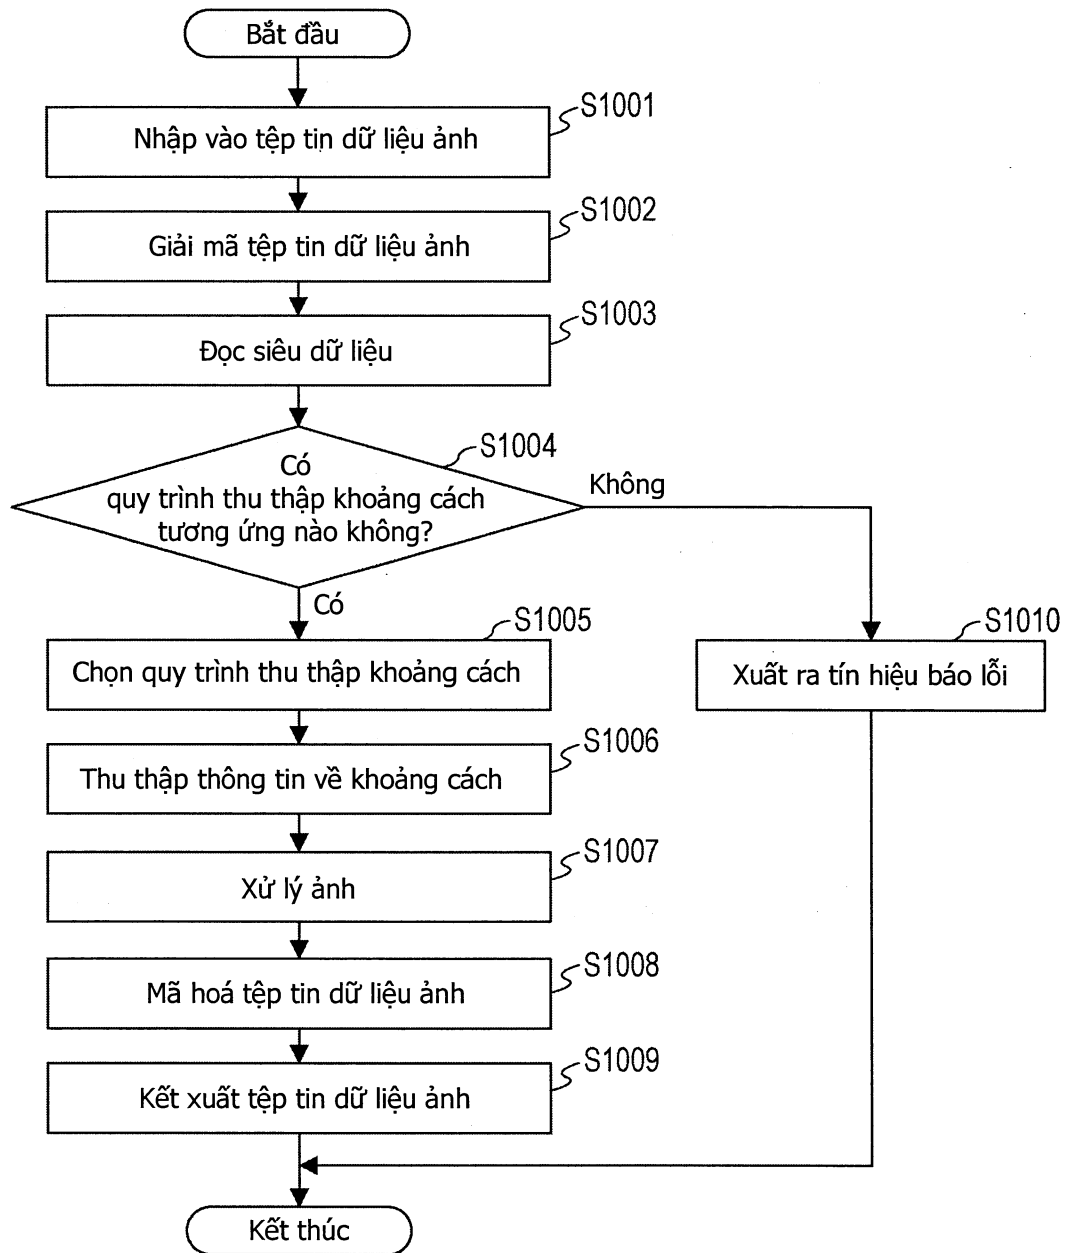 Bắt đầu
S1001
Nhập vào tệp tin dữ liệu ảnh
S1002
Giải mã tệp tin dữ liệu ảnh
S1003
Đọc siêu dữ liệu
S1004
Có
quy trình thu thập khoảng cách
tương ứng nào không?
Không
Có
S1005
Chọn quy trình thu thập khoảng cách
S1010
Xuất ra tín hiệu báo lỗi
S1006
Thu thập thông tin về khoảng cách
S1007
Xử lý ảnh
S1008
Mã hoá tệp tin dữ liệu ảnh
S1009
Kết xuất tệp tin dữ liệu ảnh
Kết thúc